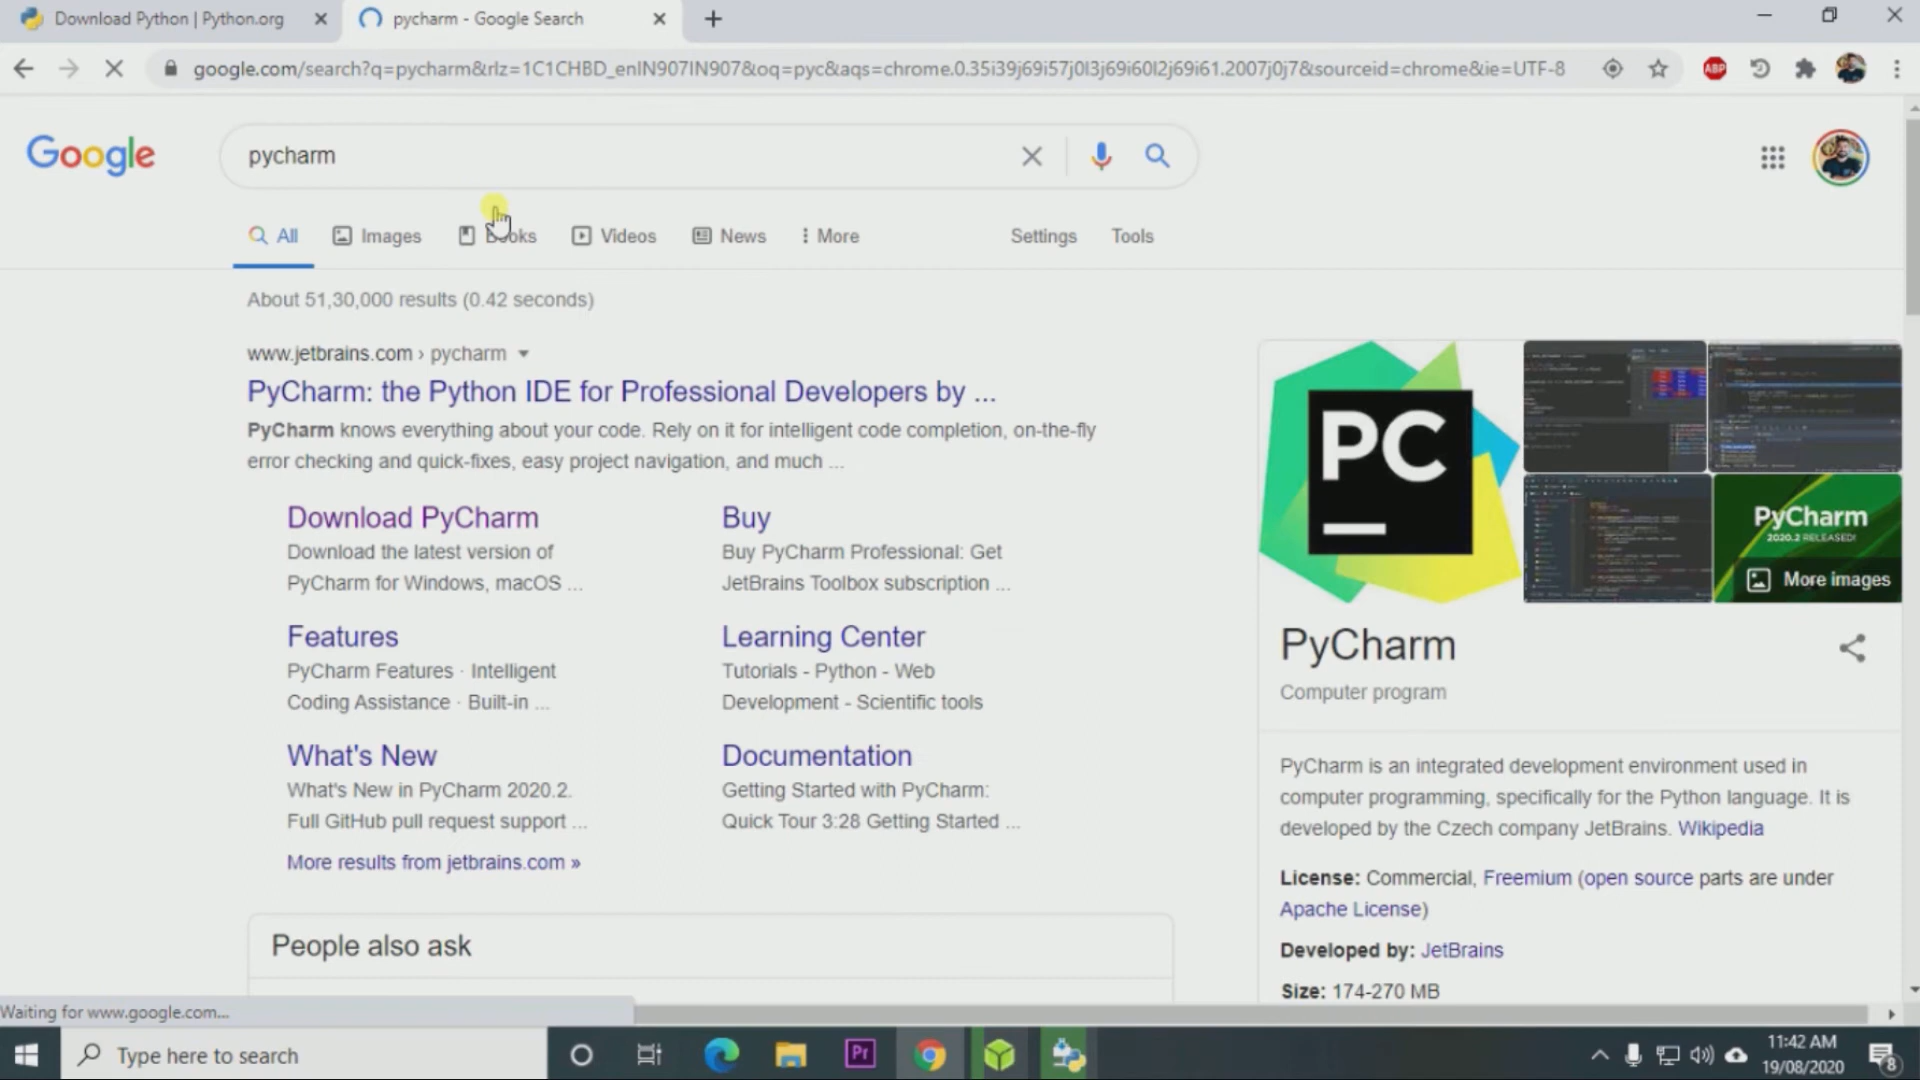 Download Python | Python.org
pycharm - Google Search
google.com/search?q=pycharm&rlz=1C1CHBD_enIN907IN907&oq=pyc&aqs=chrome.0.35i39j69i57j0l3j69i60l2j69i61.2007j0j7&sourceid=chrome&ie=UTF-8
ABP
Google
pycharm
All
Images
Books
Videos
News
More
Settings
Tools
About 51,30,000 results (0.42 seconds)
www.jetbrains.com › pycharm
PyCharm: the Python IDE for Professional Developers by ...
PyCharm knows everything about your code. Rely on it for intelligent code completion, on-the-fly
error checking and quick-fixes, easy project navigation, and much ...
Download PyCharm
Download the latest version of
PyCharm for Windows, macOS ...
Buy
Buy PyCharm Professional: Get
JetBrains Toolbox subscription ...
Features
PyCharm Features · Intelligent
Coding Assistance · Built-in ...
Learning Center
Tutorials - Python - Web
Development - Scientific tools
What's New
What's New in PyCharm 2020.2.
Full GitHub pull request support ...
Documentation
Getting Started with PyCharm:
Quick Tour 3:28 Getting Started ...
More results from jetbrains.com »
People also ask
PC
PyCharm
2020.2 RELEASED!
More images
PyCharm
Computer program
PyCharm is an integrated development environment used in
computer programming, specifically for the Python language. It is
developed by the Czech company JetBrains. Wikipedia
License: Commercial, Freemium (open source parts are under
Apache License)
Developed by: JetBrains
Size: 174-270 MB
Waiting for www.google.com...
Type here to search
Pr
11:42 AM
19/08/2020
8